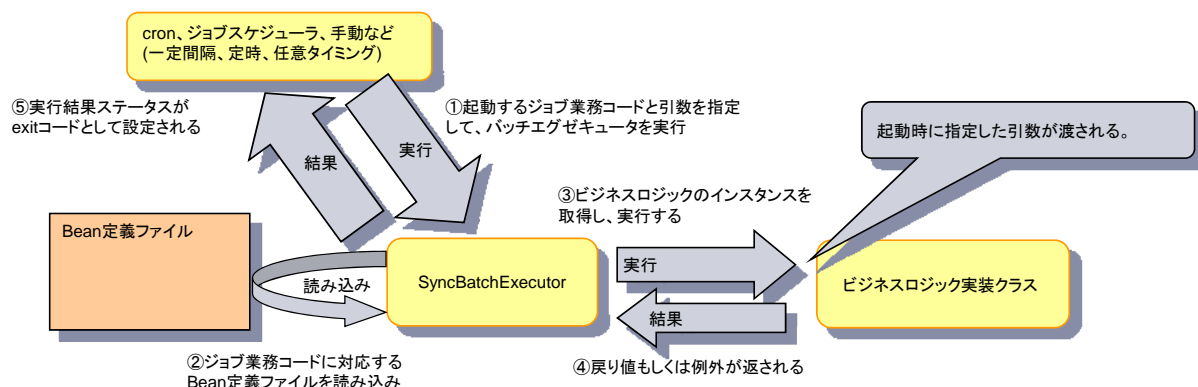 cron、ジョブスケジューラ、手動など
(一定間隔、定時、任意タイミング)
⑤実行結果ステータスが
exitコードとして設定される
①起動するジョブ業務コードと引数を指定
して、バッチエグゼキュータを実行
起動時に指定した引数が渡される。
結果
実行
③ビジネスロジックのインスタンスを
取得し、実行する
Bean定義ファイル
読み込み
SyncBatchExecutor
実行
結果
ビジネスロジック実装クラス
②ジョブ業務コードに対応する
Bean定義ファイルを読み込み
④戻り値もしくは例外が返される